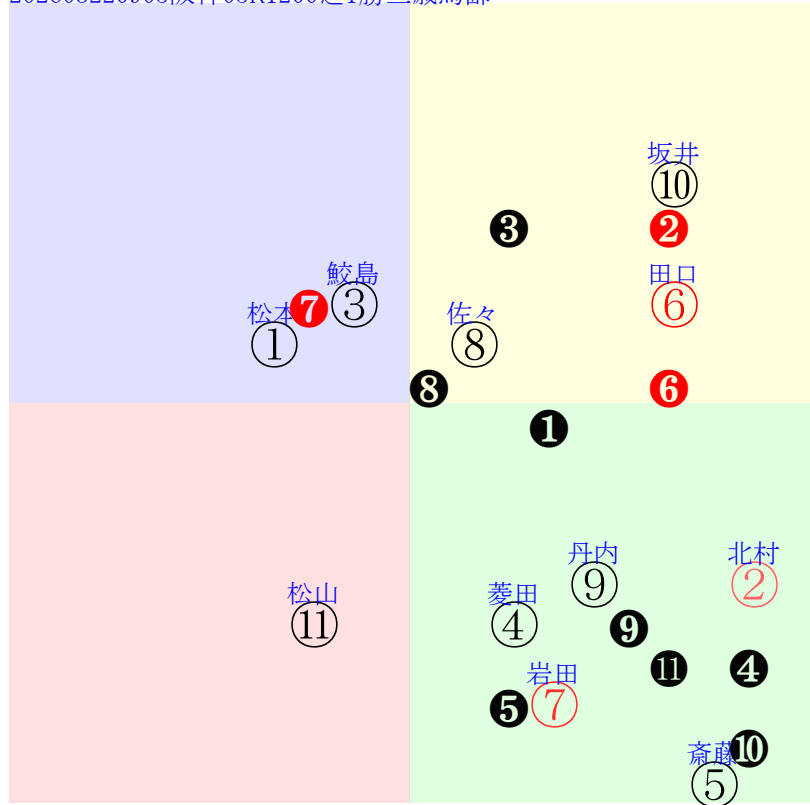 坂井
⑩
❸ ❷
鮫島 田口
松本 ❼ ③ 佐々 ⑥
① ⑧
❽ ❻
❶
丹内 北村
松山 菱田 ⑨ ②
⑪ ④ ❾
岩田 ⓫ ❹
❺ ⑦
斎藤 ❿
⑤